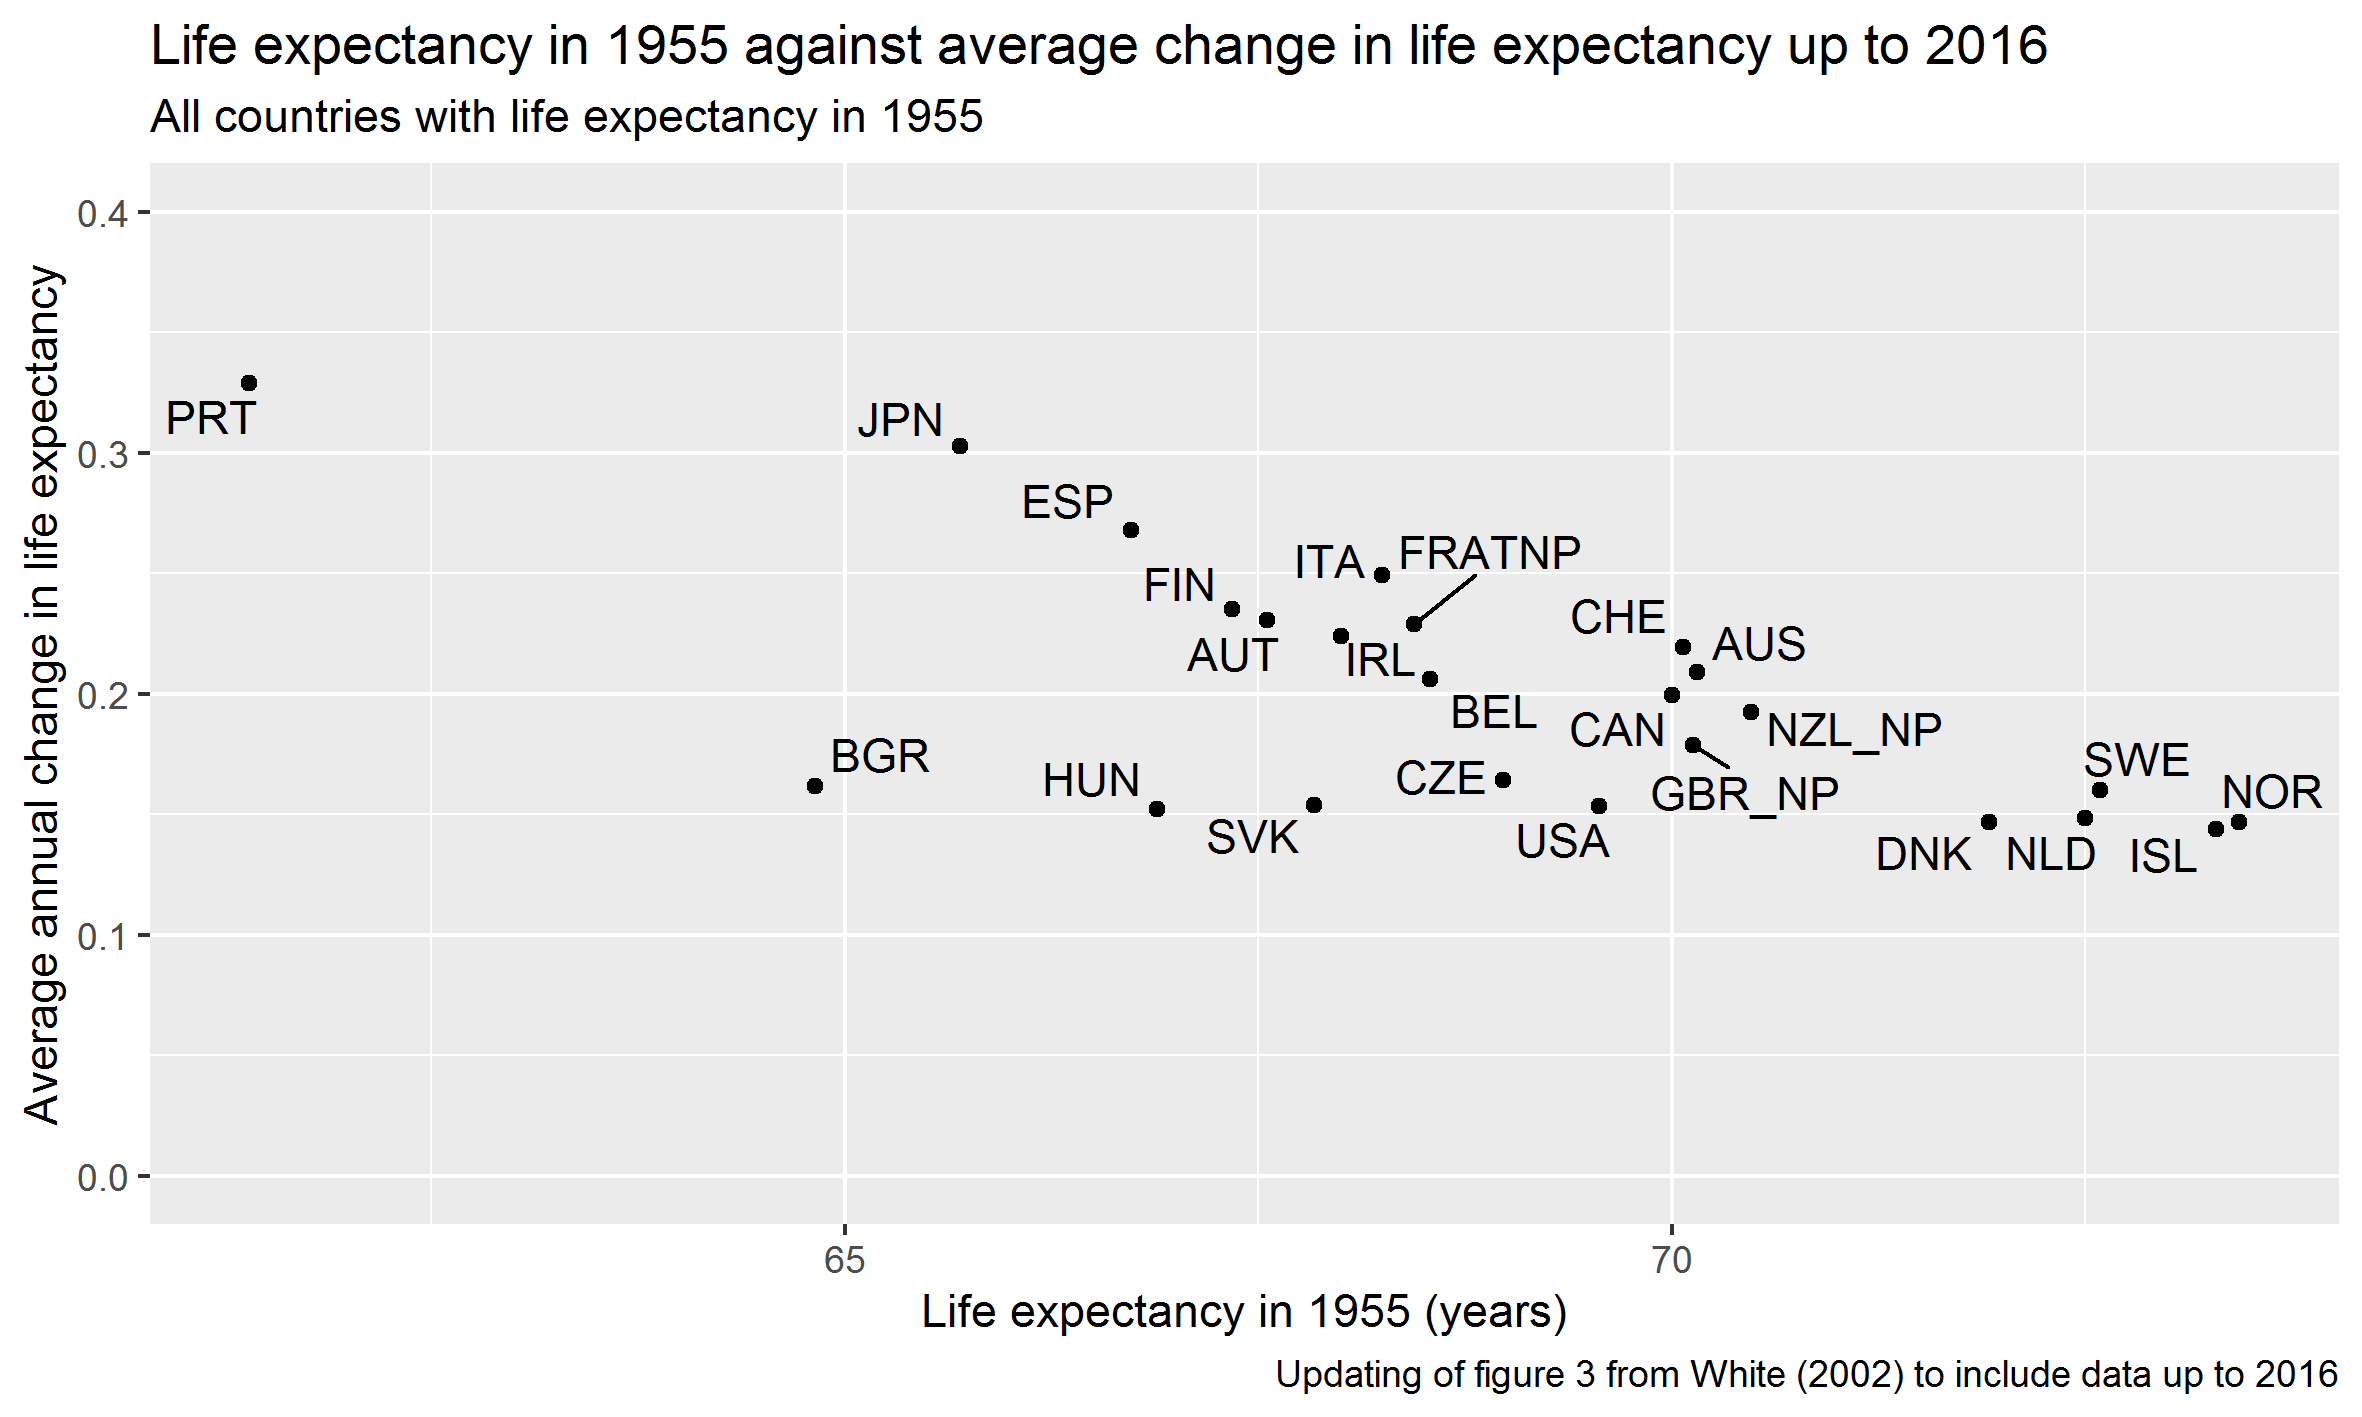 Life expectancy in 1955 against average change in life expectancy up to 2016
All countries with life expectancy in 1955
Average annual change in life expectancy
0.4
0.3
0.2
0.1
0.0
PRT
JPN
ESP
FIN
ITA
FRATNP
AUT
IRL
BEL
CHE
AUS
CAN
NZL_NP
GBR_NP
BGR
HUN
SVK
CZE
USA
SWE
NOR
DNK
NLD
ISL
65
70
Life expectancy in 1955 (years)
Updating of figure 3 from White (2002) to include data up to 2016